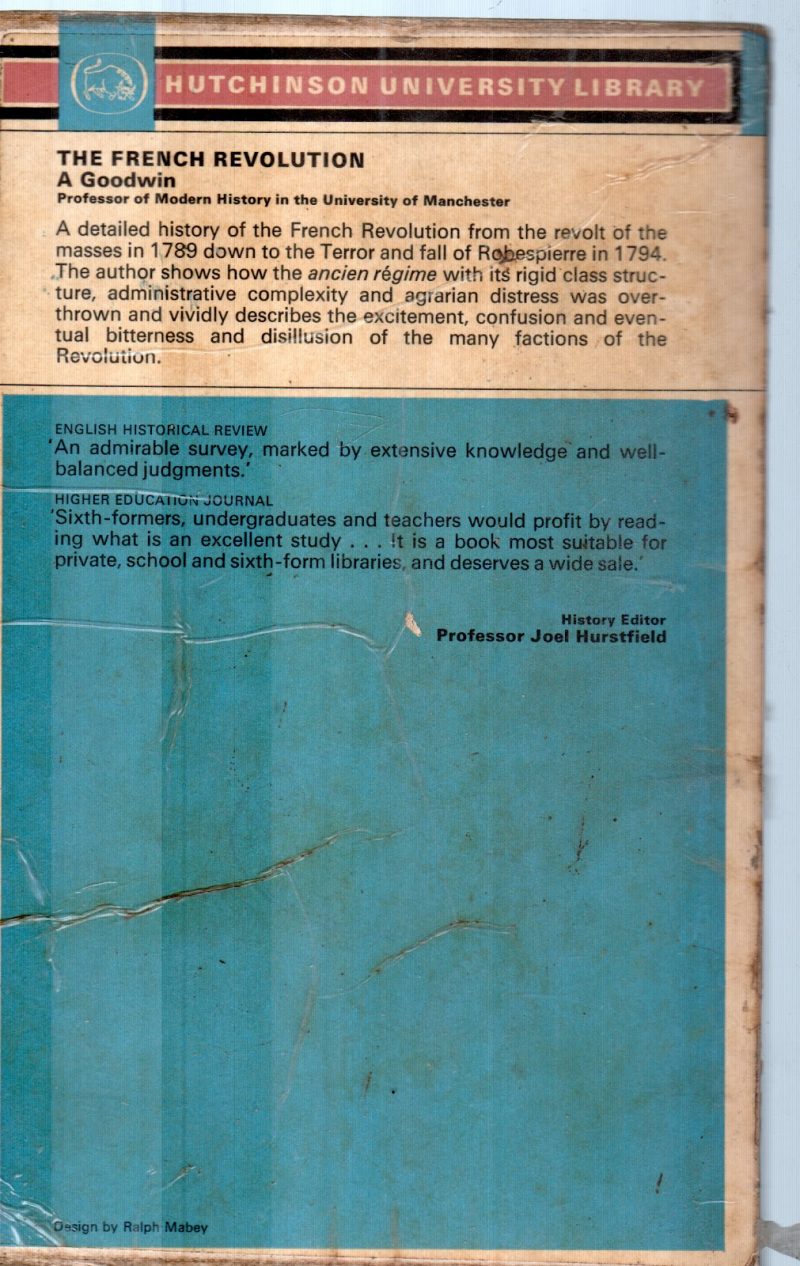 HUTCHINSON UNIVERSITY LIBRARY
THE FRENCH REVOLUTION
A Goodwin
Professor of Modern History in the University of Manchester
A detailed history of the French Revolution from the revolt of the
masses in 1789 down to the Terror and fall of Robespierre in 1794.
The author shows how the ancien régime with its rigid class struc-
ture, administrative complexity and agrarian distress was over-
thrown and vividly describes the excitement, confusion and even-
tual bitterness and disillusion of the many factions of the
Revolution.
ENGLISH HISTORICAL REVIEW
'An admirable survey, marked by extensive knowledge and well-
balanced judgments.'
HIGHER EDUCATION JOURNAL
'Sixth-formers, undergraduates and teachers would profit by read-
ing what is an excellent study . . . It is a book most suitable for
private, school and sixth-form libraries, and deserves a wide sale.'
History Editor
Professor Joel Hurstfield
Design by Ralph Mabey